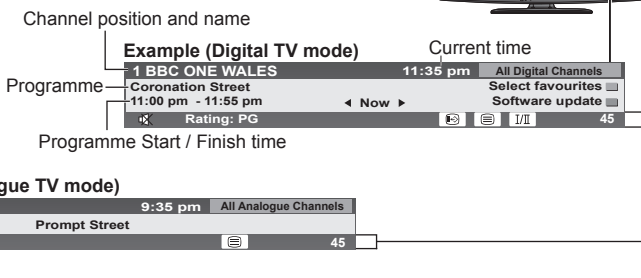 Channel position and name
Example (Digital TV mode)
Current time
1 BBC ONE WALES 11:35 pm All Digital Channels
Programme
Coronation Street Select favourites
11:00 pm - 11:55 pm ◄ Now ► Software update
Rating: PG I/II 45
Programme Start / Finish time
gue TV mode)
9:35 pm All Analogue Channels
Prompt Street
45